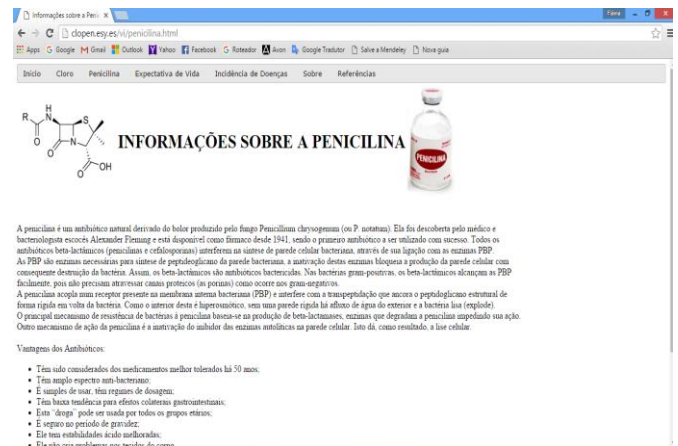 Informações sobre a Penic
clopen.esy.es/vi/penicilina.html
Apps Google Gmail Outlook Yahoo Facebook Roteador Avon Google Tradutor Salve a Mendeley Nova guia
Início Cloro Penicilina Expectativa de Vida Incidência de Doenças Sobre Referências
R H N S O N O OH
INFORMAÇÕES SOBRE A PENICILINA
PENICILINA
A penicilina é um antibiótico natural derivado do bolor produzido pelo fungo Penicillium chrysogenum (ou P. notatum). Ela foi descoberta pelo médico e
bacteriologista escocês Alexander Fleming e está disponível como fármaco desde 1941, sendo o primeiro antibiótico a ser utilizado com sucesso. Todos os
antibióticos beta-lactâmicos (penicilinas e cefalosporinas) interferem na síntese de parede celular bacteriana, através de sua ligação com as enzimas PBP.
As PBP são enzimas necessárias para síntese de peptideoglicano da parede bacteriana, a inativação destas enzimas bloqueia a produção da parede celular com
consequente destruição da bactéria. Assim, os beta-lactâmicos são antibióticos bactericidas. Nas bactérias gram-positivas, os beta-lactâmicos alcançam as PBP
facilmente, pois não precisam atravessar canais proteicos (as porinas) como ocorre nos gram-negativos.
A penicilina acopla num receptor presente na membrana interna bacteriana (PBP) e interfere com a transpeptidação que ancora o peptidoglicano estrutural de
forma rígida em volta da bactéria. Como o interior desta é hiperosmótico, sem uma parede rígida há afluxo de água do exterior e a bactéria lisa (explode).
O principal mecanismo de resistência de bactérias à penicilina baseia-se na produção de beta-lactamases, enzimas que degradam a penicilina impedindo sua ação.
Outro mecanismo de ação da penicilina é a inativação do inibidor das enzimas autolíticas na parede celular. Isto dá, como resultado, a lise celular.
Vantagens dos Antibióticos:
Têm sido considerados dos medicamentos melhor tolerados há 50 anos;
Têm amplo espectro anti-bacteriano;
É simples de usar, têm regimes de dosagem;
Têm baixa tendência para efeitos colaterais gastrointestinais;
Esta "droga" pode ser usada por todos os grupos etários;
É seguro no período de gravidez;
Ele tem estabilidades ácido melhoradas;
Ele não cria problemas nos tecidos do corpo